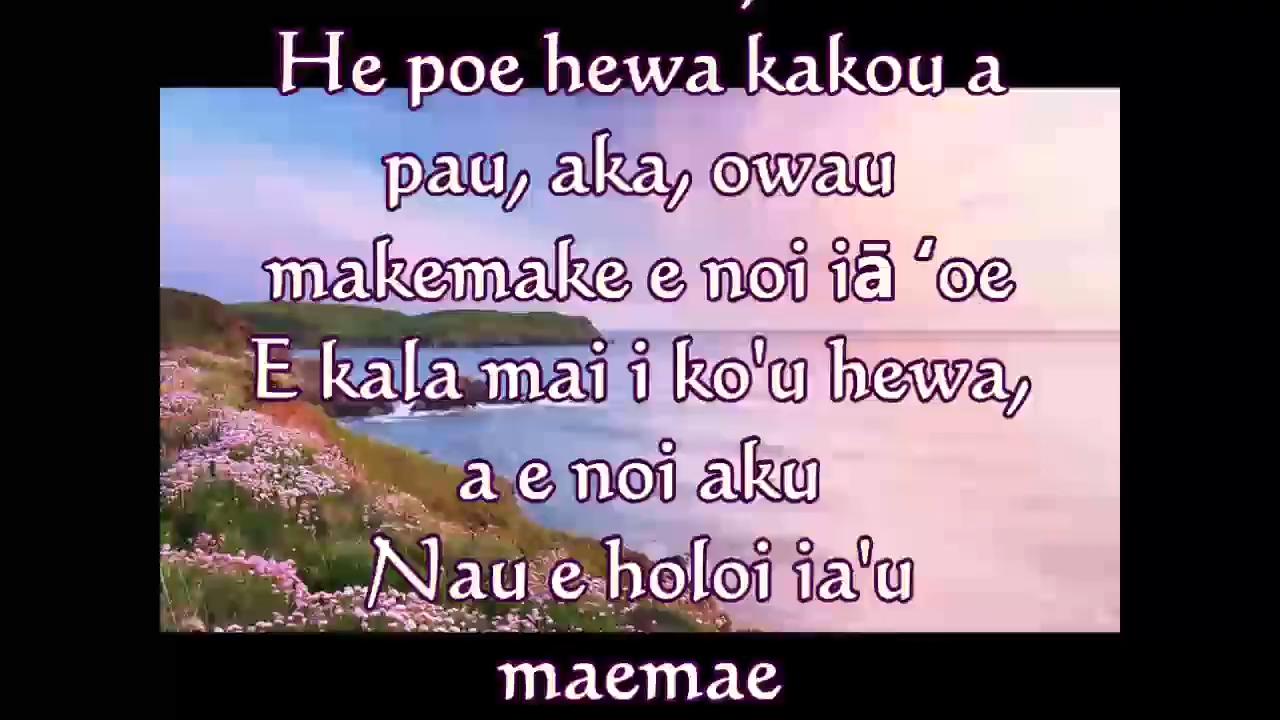 He poe hewa kakou a
pau, aka, owau
makemake e noi iā ‘oe
E kala mai i ko'u hewa,
a e noi aku
Nau e holoi ia'u
maemae